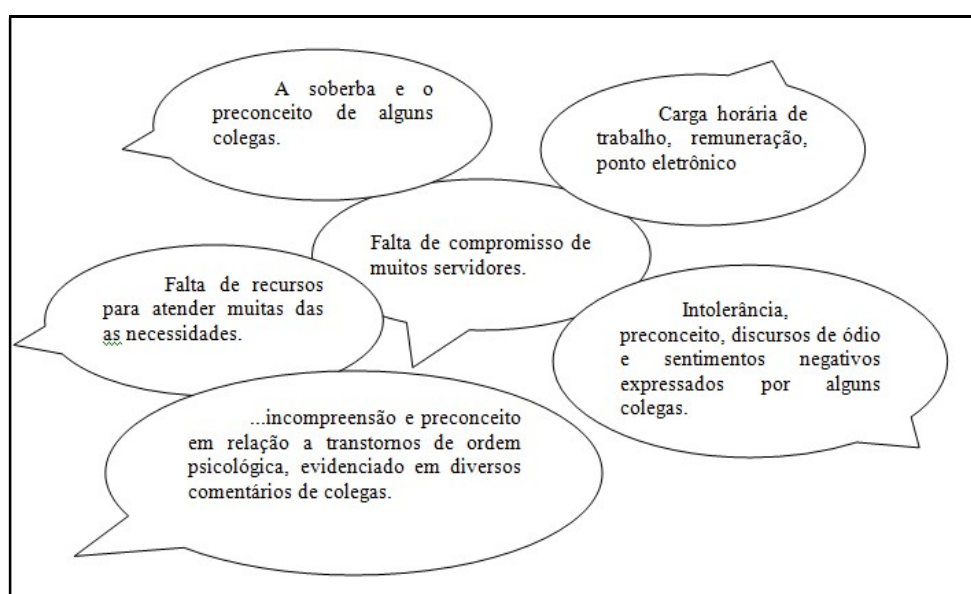 A soberba e o
preconceito de alguns
colegas.
Carga horária de
trabalho, remuneração,
ponto eletrônico
Falta de compromisso de
muitos servidores.
Falta de recursos
para atender muitas das
as necessidades.
Intolerância,
preconceito, discursos de ódio
e sentimentos negativos
expressados por alguns
colegas.
...incompreensão e preconceito
em relação a transtornos de ordem
psicológica, evidenciado em diversos
comentários de colegas.